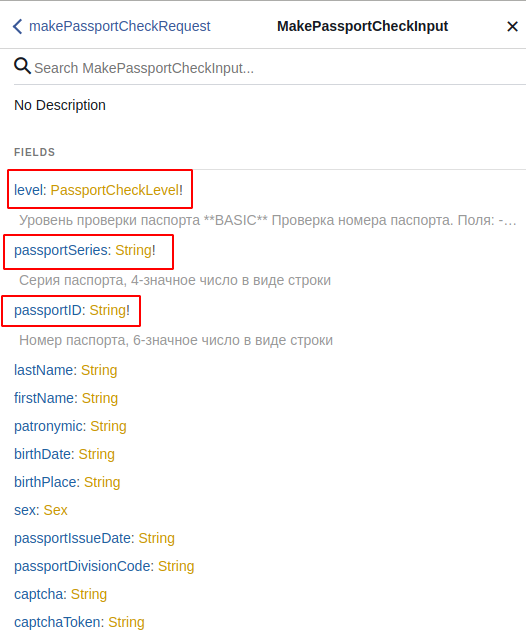 makePassportCheckRequest MakePassportCheckInput
Search MakePassportCheckInput...
No Description
FIELDS
level: PassportCheckLevel!
Уровень проверки паспорта **BASIC** Проверка номера паспорта. Поля: -…
passportSeries: String!
Серия паспорта, 4-значное число в виде строки
passportID: String!
Номер паспорта, 6-значное число в виде строки
lastName: String
firstName: String
patronymic: String
birthDate: String
birthPlace: String
sex: Sex
passportIssueDate: String
passportDivisionCode: String
captcha: String
captchaToken: String